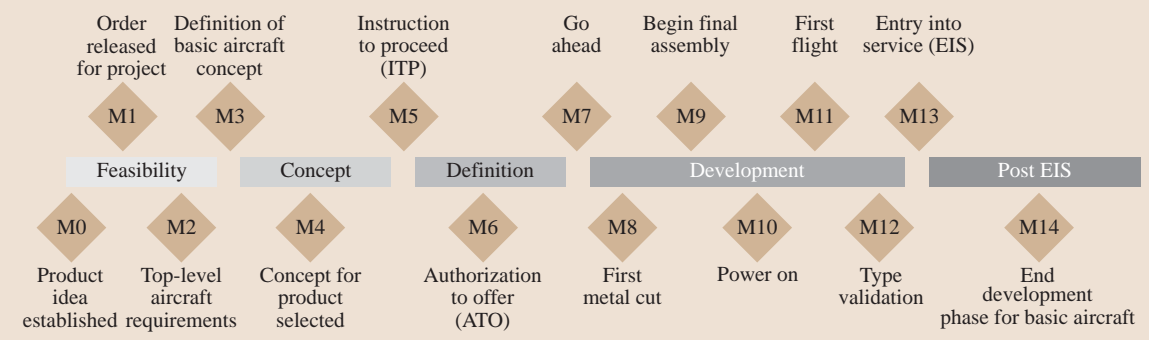 Order
released
for project
Definition of
basic aircraft
concept
Instruction
to proceed
(ITP)
Go
ahead
Begin final
assembly
First
flight
Entry into
service (EIS)
M1
M3
M5
M7
M9
M11
M13
Feasibility
Concept
Definition
Development
Post EIS
M0
M2
M4
M6
M8
M10
M12
M14
Product
idea
established
Top-level
aircraft
requirements
Concept for
product
selected
Authorization
to offer
(ATO)
First
metal cut
Power on
Type
validation
End
development
phase for basic aircraft